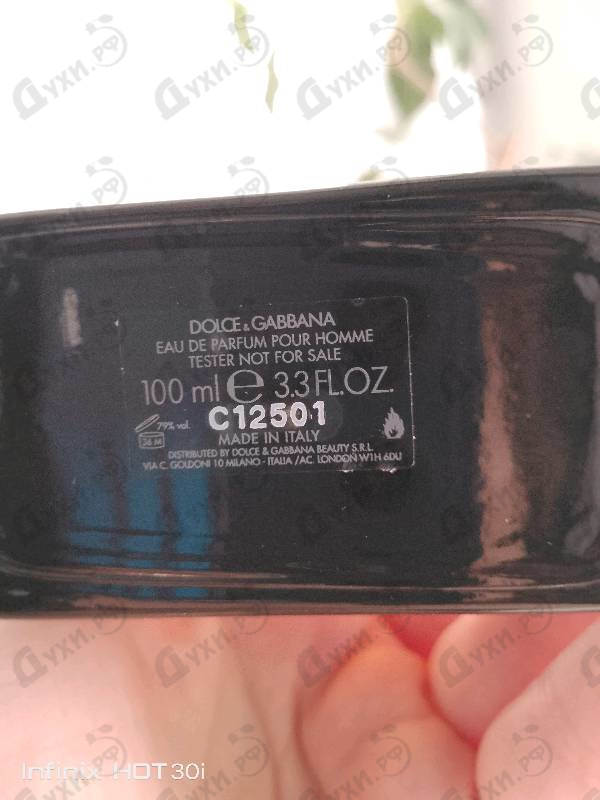 DOLCE & GABBANA
EAU DE PARFUM POUR HOMME
TESTER NOT FOR SALE
100 ml e 3.3 FL.OZ.
79% vol. C12501
36 M MADE IN ITALY
DISTRIBUTED BY DOLCE & GABBANA BEAUTY S.R.L.
VIA C. GOLDONI 10 MILANO - ITALIA /AC. LONDON W1H 6DU
Духи.РФ
Infinix HOT 30i